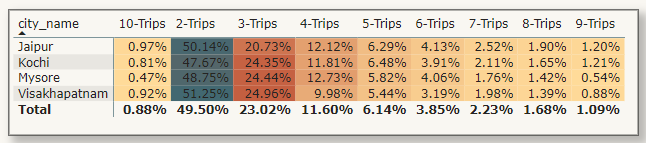 city_name 10-Trips 2-Trips 3-Trips 4-Trips 5-Trips 6-Trips 7-Trips 8-Trips 9-Trips
Jaipur 0.97% 50.14% 20.73% 12.12% 6.29% 4.13% 2.52% 1.90% 1.20%
Kochi 0.81% 47.67% 24.35% 11.81% 6.48% 3.91% 2.11% 1.65% 1.21%
Mysore 0.47% 48.75% 24.44% 12.73% 5.82% 4.06% 1.76% 1.42% 0.54%
Visakhapatnam 0.92% 51.25% 24.96% 9.98% 5.44% 3.19% 1.98% 1.39% 0.88%
Total 0.88% 49.50% 23.02% 11.60% 6.14% 3.85% 2.23% 1.68% 1.09%